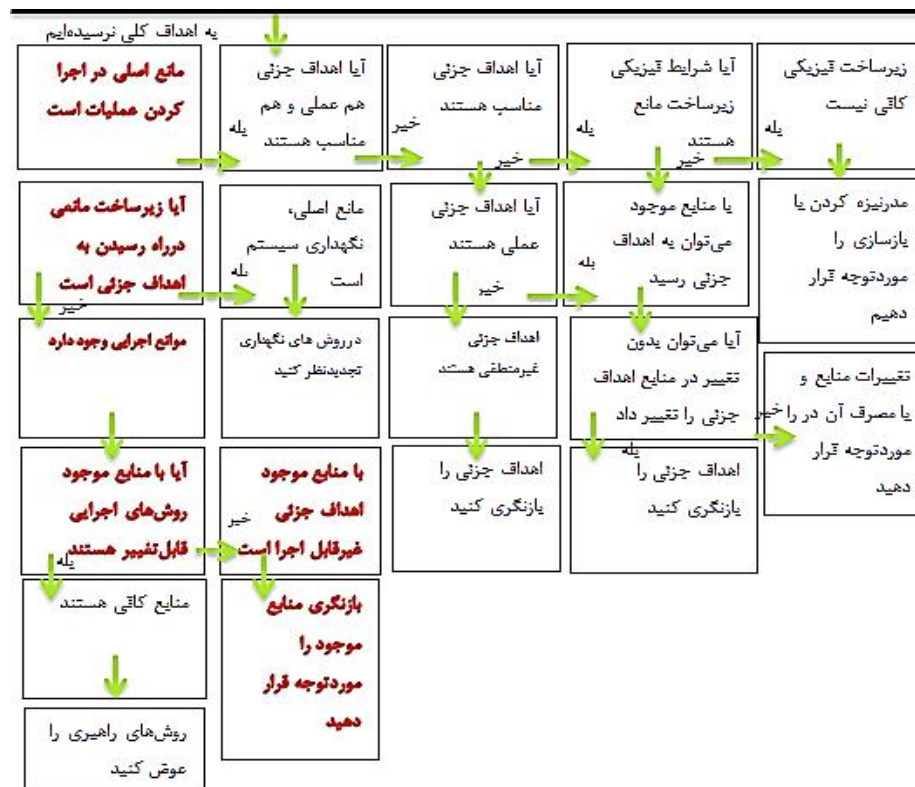 به اهداف کلی نرسیده‌ایم
زیرساخت فیزیکی
کافی نیست
آیا شرایط فیزیکی
زیرساخت مانع
هستند
بله
آیا اهداف جزئی
مناسب هستند
بله
آیا اهداف جزئی
هم عملی و هم
مناسب هستند
خیر
مانع اصلی در اجرا
کردن عملیات است
بله
خیر
خیر
مدرنیزه کردن یا
بازسازی را
موردتوجه قرار
دهیم
با منابع موجود
می‌توان به اهداف
جزئی رسید
آیا اهداف جزئی
عملی هستند
بله
خیر
مانع اصلی،
نگهداری سیستم
است
آیا زیرساخت مانعی
درراه رسیدن به
اهداف جزئی است
بله
خیر
تغییرات منابع و
یا مصرف آن در را
موردتوجه قرار
دهید
آیا می‌توان بدون
تغییر در منابع اهداف
جزئی را تغییر داد
خیر
بله
اهداف جزئی
غیرمنطقی هستند
در روش های نگهداری
تجدیدنظر کنید
موانع اجرایی وجود دارد
اهداف جزئی را
بازنگری کنید
اهداف جزئی را
بازنگری کنید
با منابع موجود
اهداف جزئی
غیرقابل اجرا است
آیا با منابع موجود
روش‌های اجرایی
قابل‌تغییر هستند
خیر
بله
بازنگری منابع
موجود را
موردتوجه قرار
دهید
منابع کافی هستند
روش‌های راهبری را
عوض کنید